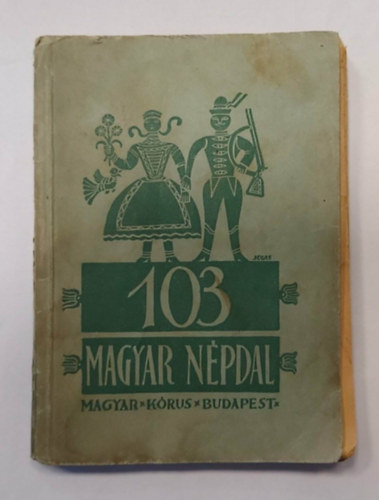 103
MAGYAR NÉPDAL
MAGYAR × KÓRUS × BUDAPEST ×